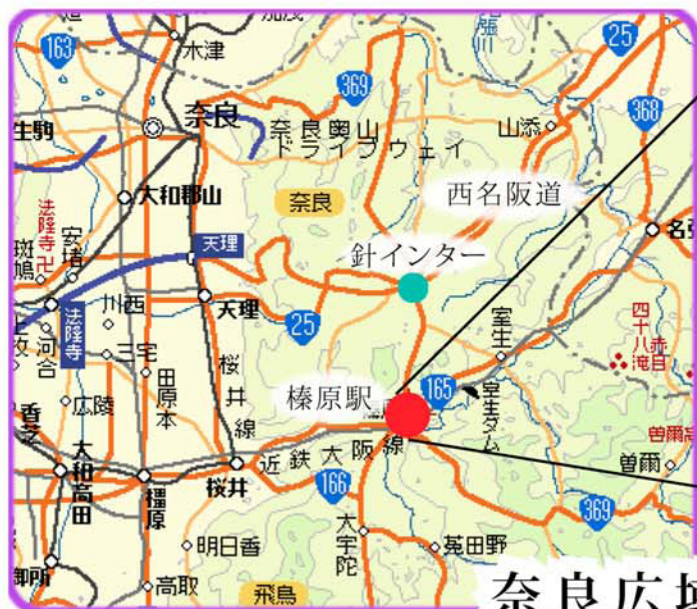 163
木津
加茂
25
369
368
生駒
奈良
奈良奥山
ドライブウェイ
山添
西名阪道
大和郡山
奈良
法隆寺
斑鳩
安堵
天理
針インター
名張
天理
川西
法隆寺
河合
三宅
25
室生
四十八滝
赤目
田原本
桜井線
榛原駅
165
室生ダム
広陵
香芝
大和高田
橿原
桜井
近鉄大阪線
166
曽爾
369
大宇陀
菟田野
明日香
御所
高取
飛鳥
奈良広域